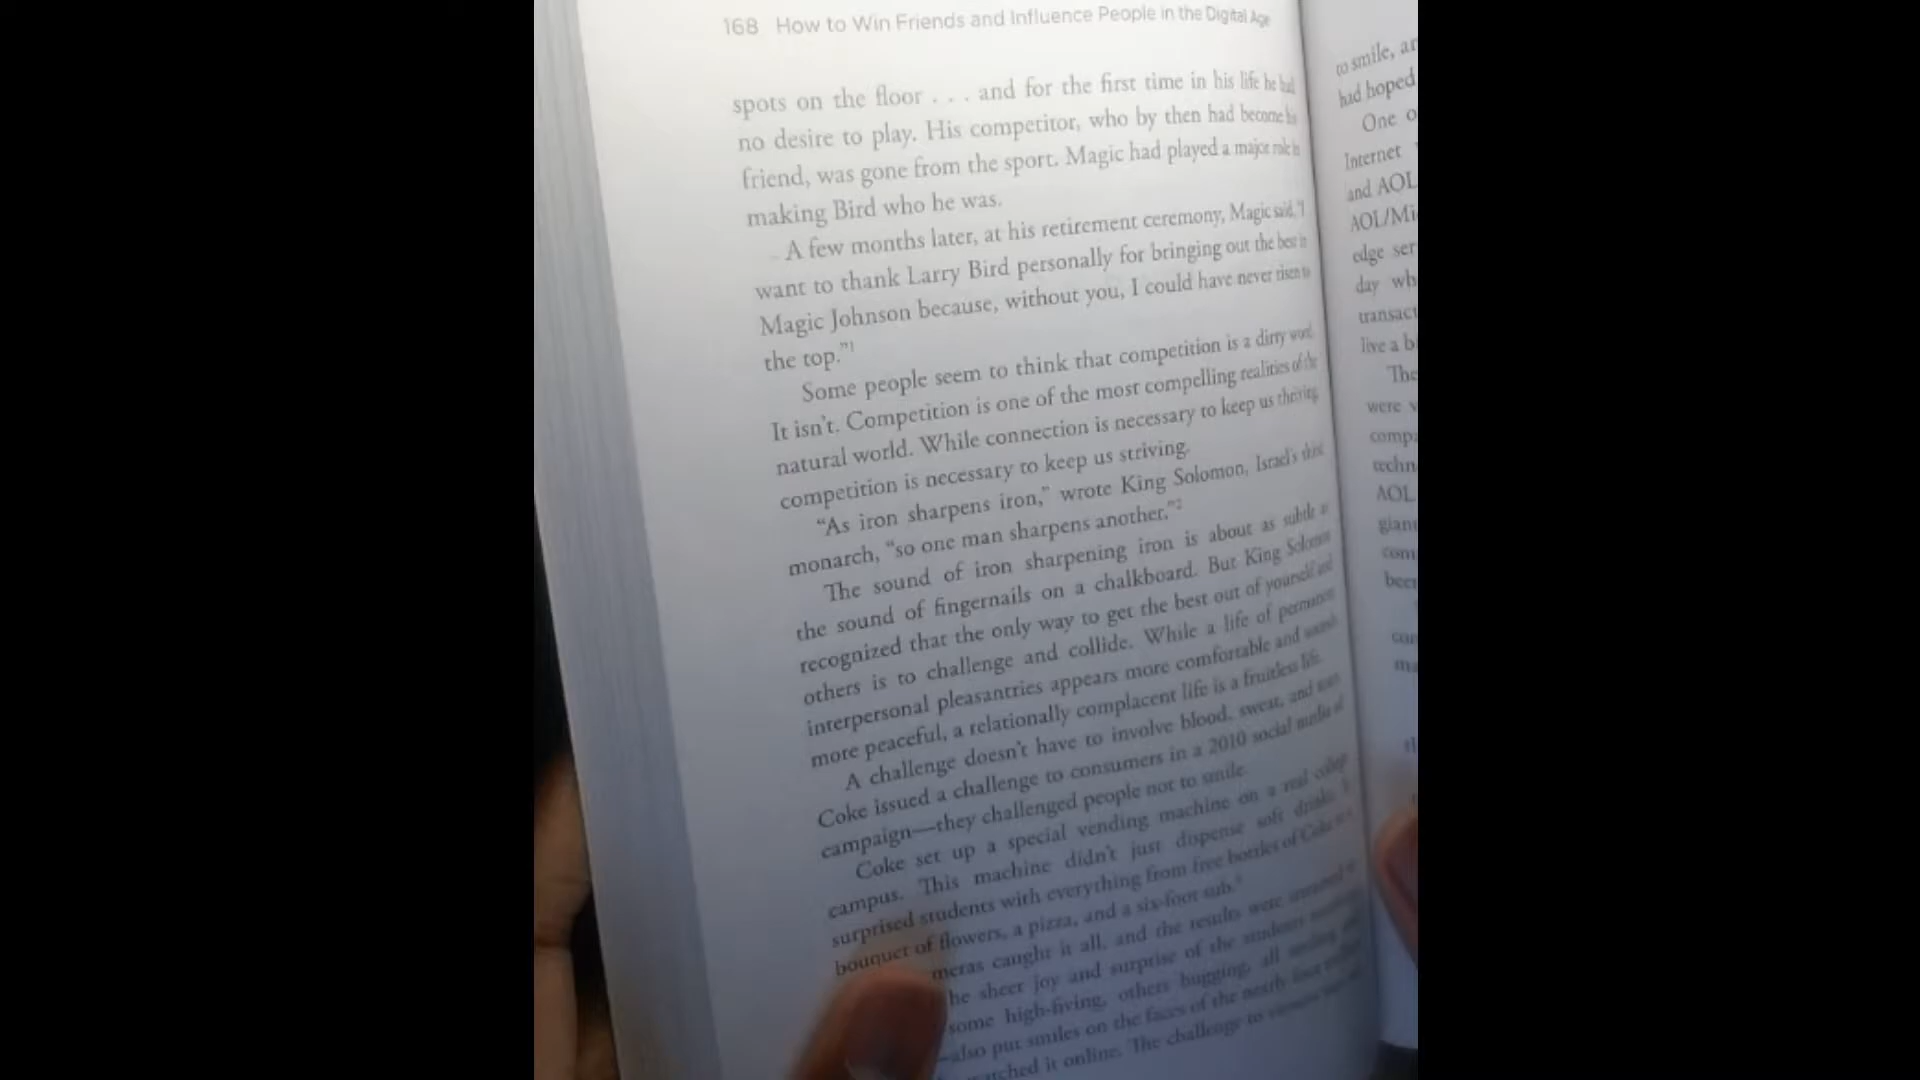 168 How to Win Friends and Influence People in the Digital Age
spots on the floor . . . and for the first time in his life he had
no desire to play. His competitor, who by then had become his
friend, was gone from the sport. Magic had played a major role in
making Bird who he was.
A few months later, at his retirement ceremony, Magic said, "I
want to thank Larry Bird personally for bringing out the best in
Magic Johnson because, without you, I could have never risen to
the top."1
Some people seem to think that competition is a dirty word.
It isn't. Competition is one of the most compelling realities of the
natural world. While connection is necessary to keep us thriving,
competition is necessary to keep us striving.
"As iron sharpens iron," wrote King Solomon, Israel's third
monarch, "so one man sharpens another."2
The sound of iron sharpening iron is about as subtle as
the sound of fingernails on a chalkboard. But King Solomon
recognized that the only way to get the best out of yourself and
others is to challenge and collide. While a life of permanent
interpersonal pleasantries appears more comfortable and
more peaceful, a relationally complacent life is a fruitless life.
A challenge doesn't have to involve blood, sweat, and
Coke issued a challenge to consumers in a 2010 social media
campaign—they challenged people not to smile.
Coke set up a special vending machine on a real college
campus. This machine didn't just dispense soft drinks. It
surprised students with everything from free bottles of Coke
bouquet of flowers, a pizza, and a six-foot sub.
meras caught it all, and the results were
he sheer joy and surprise of the students
some high-fiving, others hugging, all
—also put smiles on the faces of the nearly
tched it online. The challenge to
to smile, an
had hoped
One o
Internet
and AOL
AOL/Mi
edge ser
day wh
transact
live a b
The
were
comp
techn
AOL
gian
com
been
con